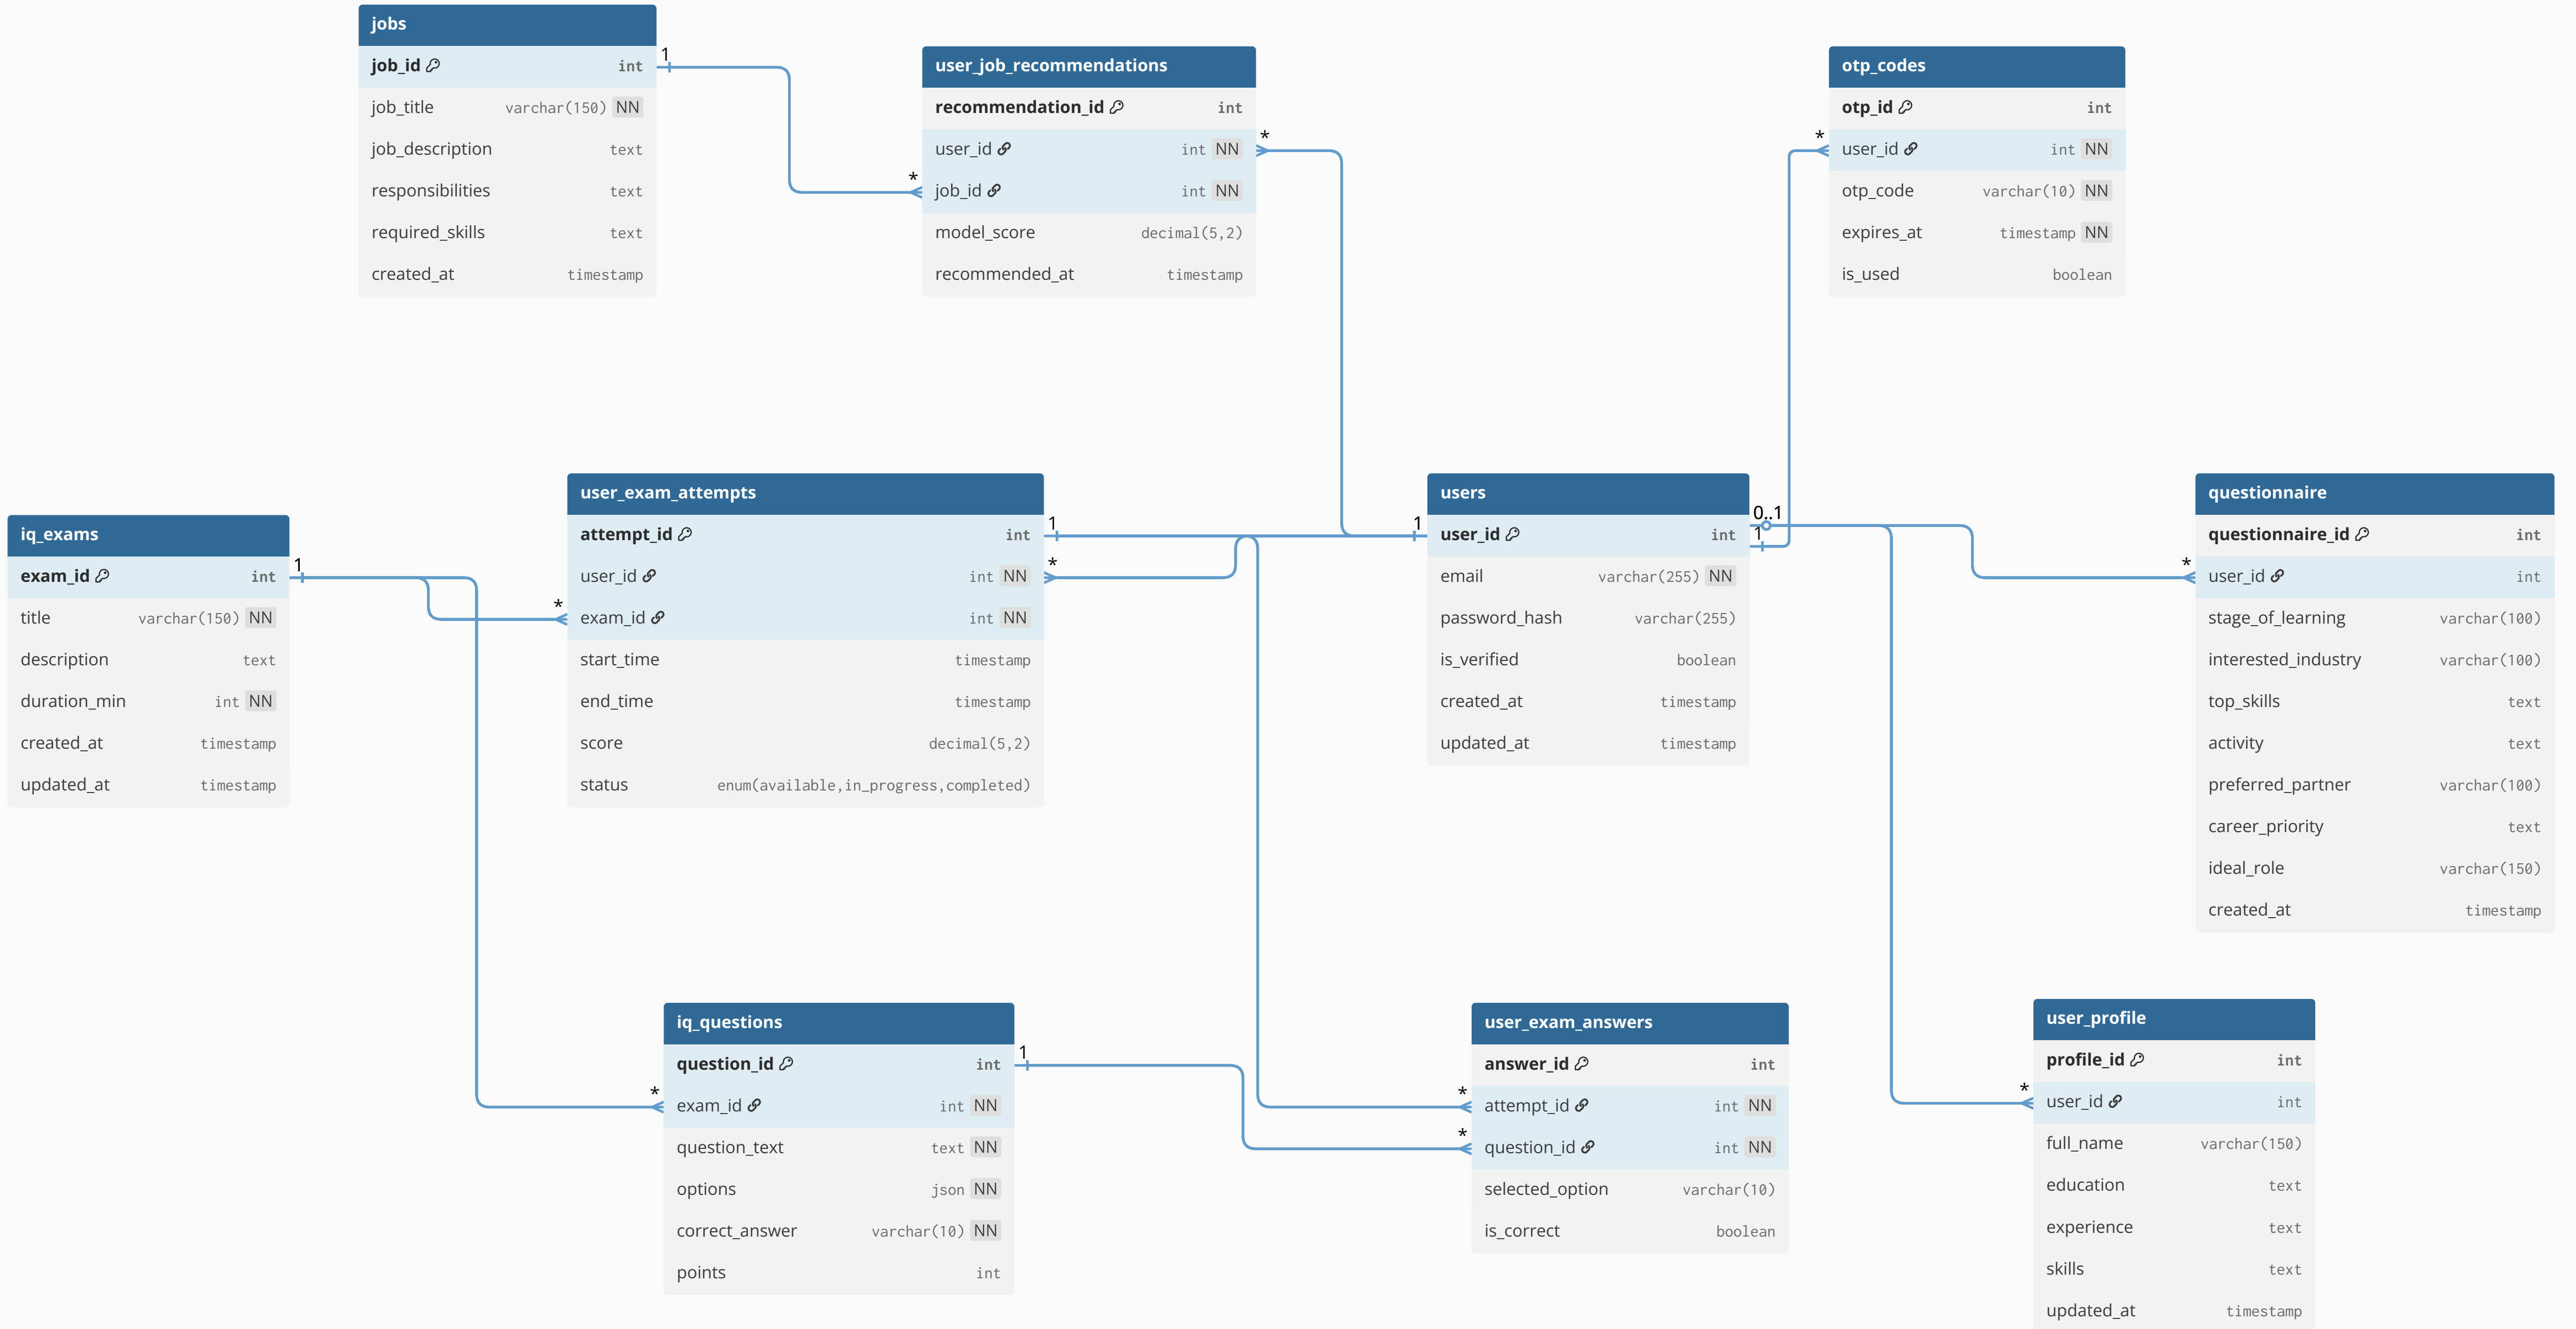 jobs
job_id int
job_title varchar(150) NN
job_description text
responsibilities text
required_skills text
created_at timestamp
1
user_job_recommendations
recommendation_id int
user_id int NN
job_id int NN
model_score decimal(5,2)
recommended_at timestamp
*
*
otp_codes
otp_id int
user_id int NN
otp_code varchar(10) NN
expires_at timestamp NN
is_used boolean
*
iq_exams
exam_id int
title varchar(150) NN
description text
duration_min int NN
created_at timestamp
updated_at timestamp
1
user_exam_attempts
attempt_id int
user_id int NN
exam_id int NN
start_time timestamp
end_time timestamp
score decimal(5,2)
status enum(available,in_progress,completed)
*
1
*
users
user_id int
email varchar(255) NN
password_hash varchar(255)
is_verified boolean
created_at timestamp
updated_at timestamp
1
0..1
1
questionnaire
questionnaire_id int
user_id int
stage_of_learning varchar(100)
interested_industry varchar(100)
top_skills text
activity text
preferred_partner varchar(100)
career_priority text
ideal_role varchar(150)
created_at timestamp
*
iq_questions
question_id int
exam_id int NN
question_text text NN
options json NN
correct_answer varchar(10) NN
points int
*
1
user_exam_answers
answer_id int
attempt_id int NN
question_id int NN
selected_option varchar(10)
is_correct boolean
*
*
user_profile
profile_id int
user_id int
full_name varchar(150)
education text
experience text
skills text
updated_at timestamp
*